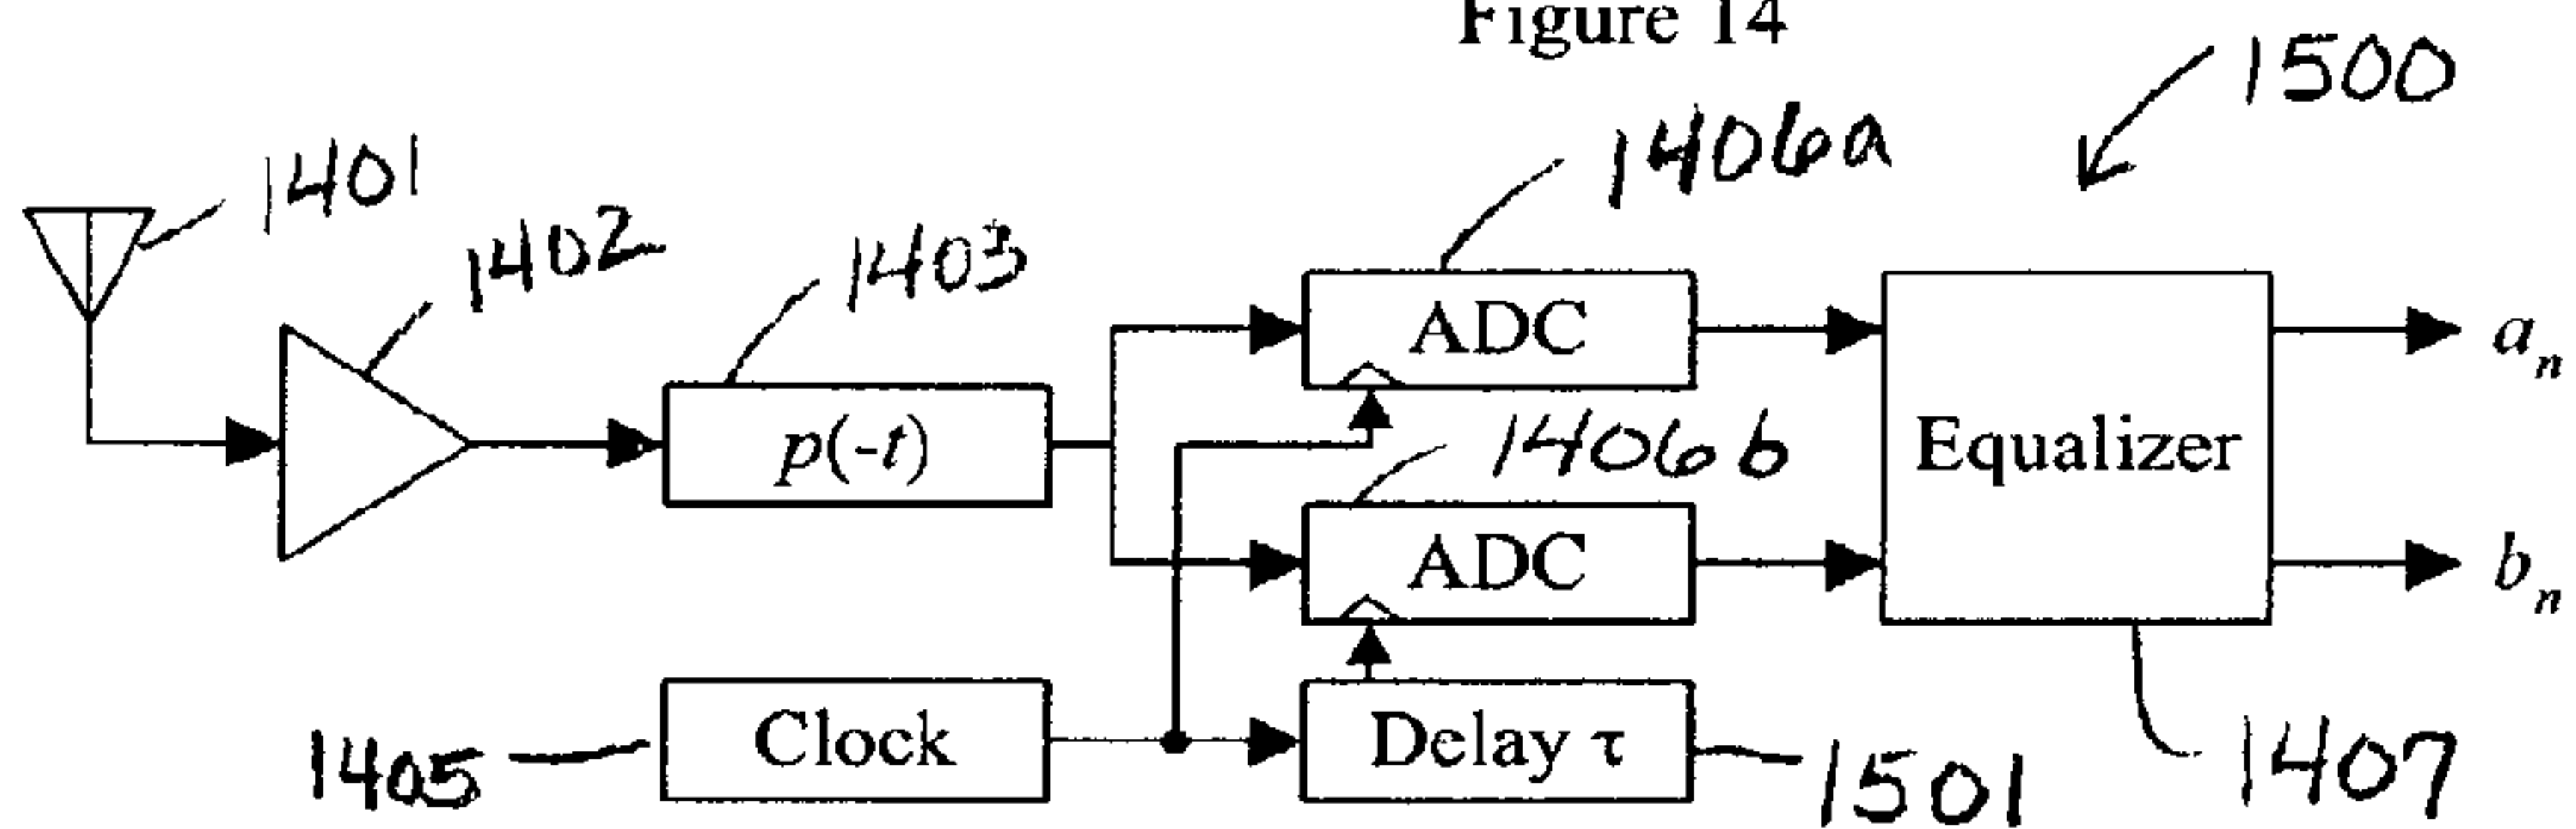 Figure 14
1500
1406a
1401
1402
1403
ADC
a_n
p(-t)
1406b
Equalizer
ADC
b_n
Clock
Delay τ
1405
1501
1407